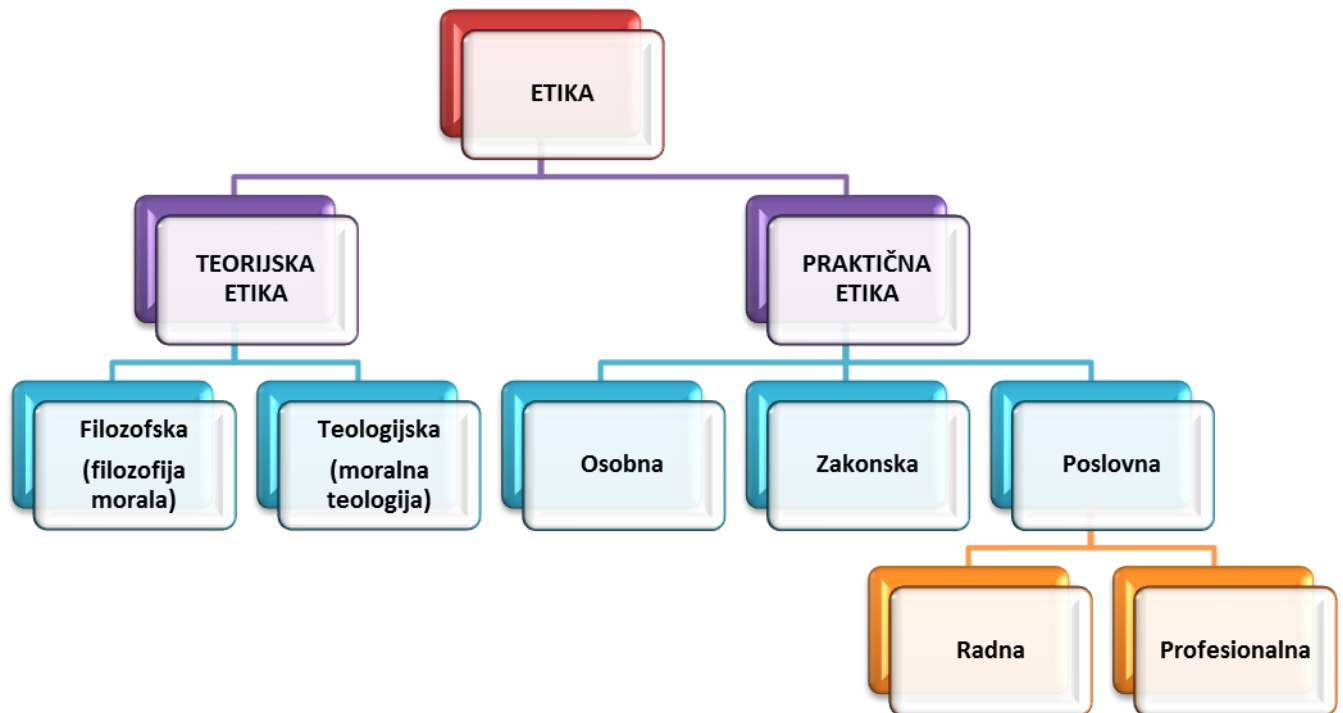 ETIKA
TEORIJSKA
ETIKA
PRAKTIČNA
ETIKA
Filozofska
(filozofija
morala)
Teologijska
(moralna
teologija)
Osobna
Zakonska
Poslovna
Radna
Profesionalna